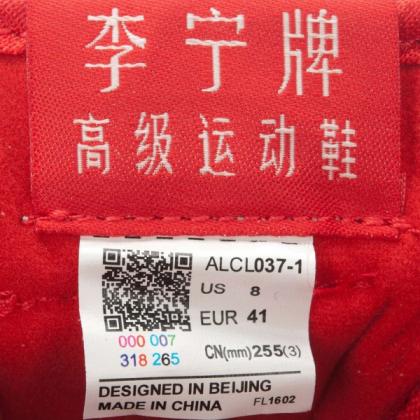 李宁牌
高级运动鞋
ALCL037-1
US 8
EUR 41
000 007
318 265
CN(mm)255(3)
DESIGNED IN BEIJING
MADE IN CHINA FL1602